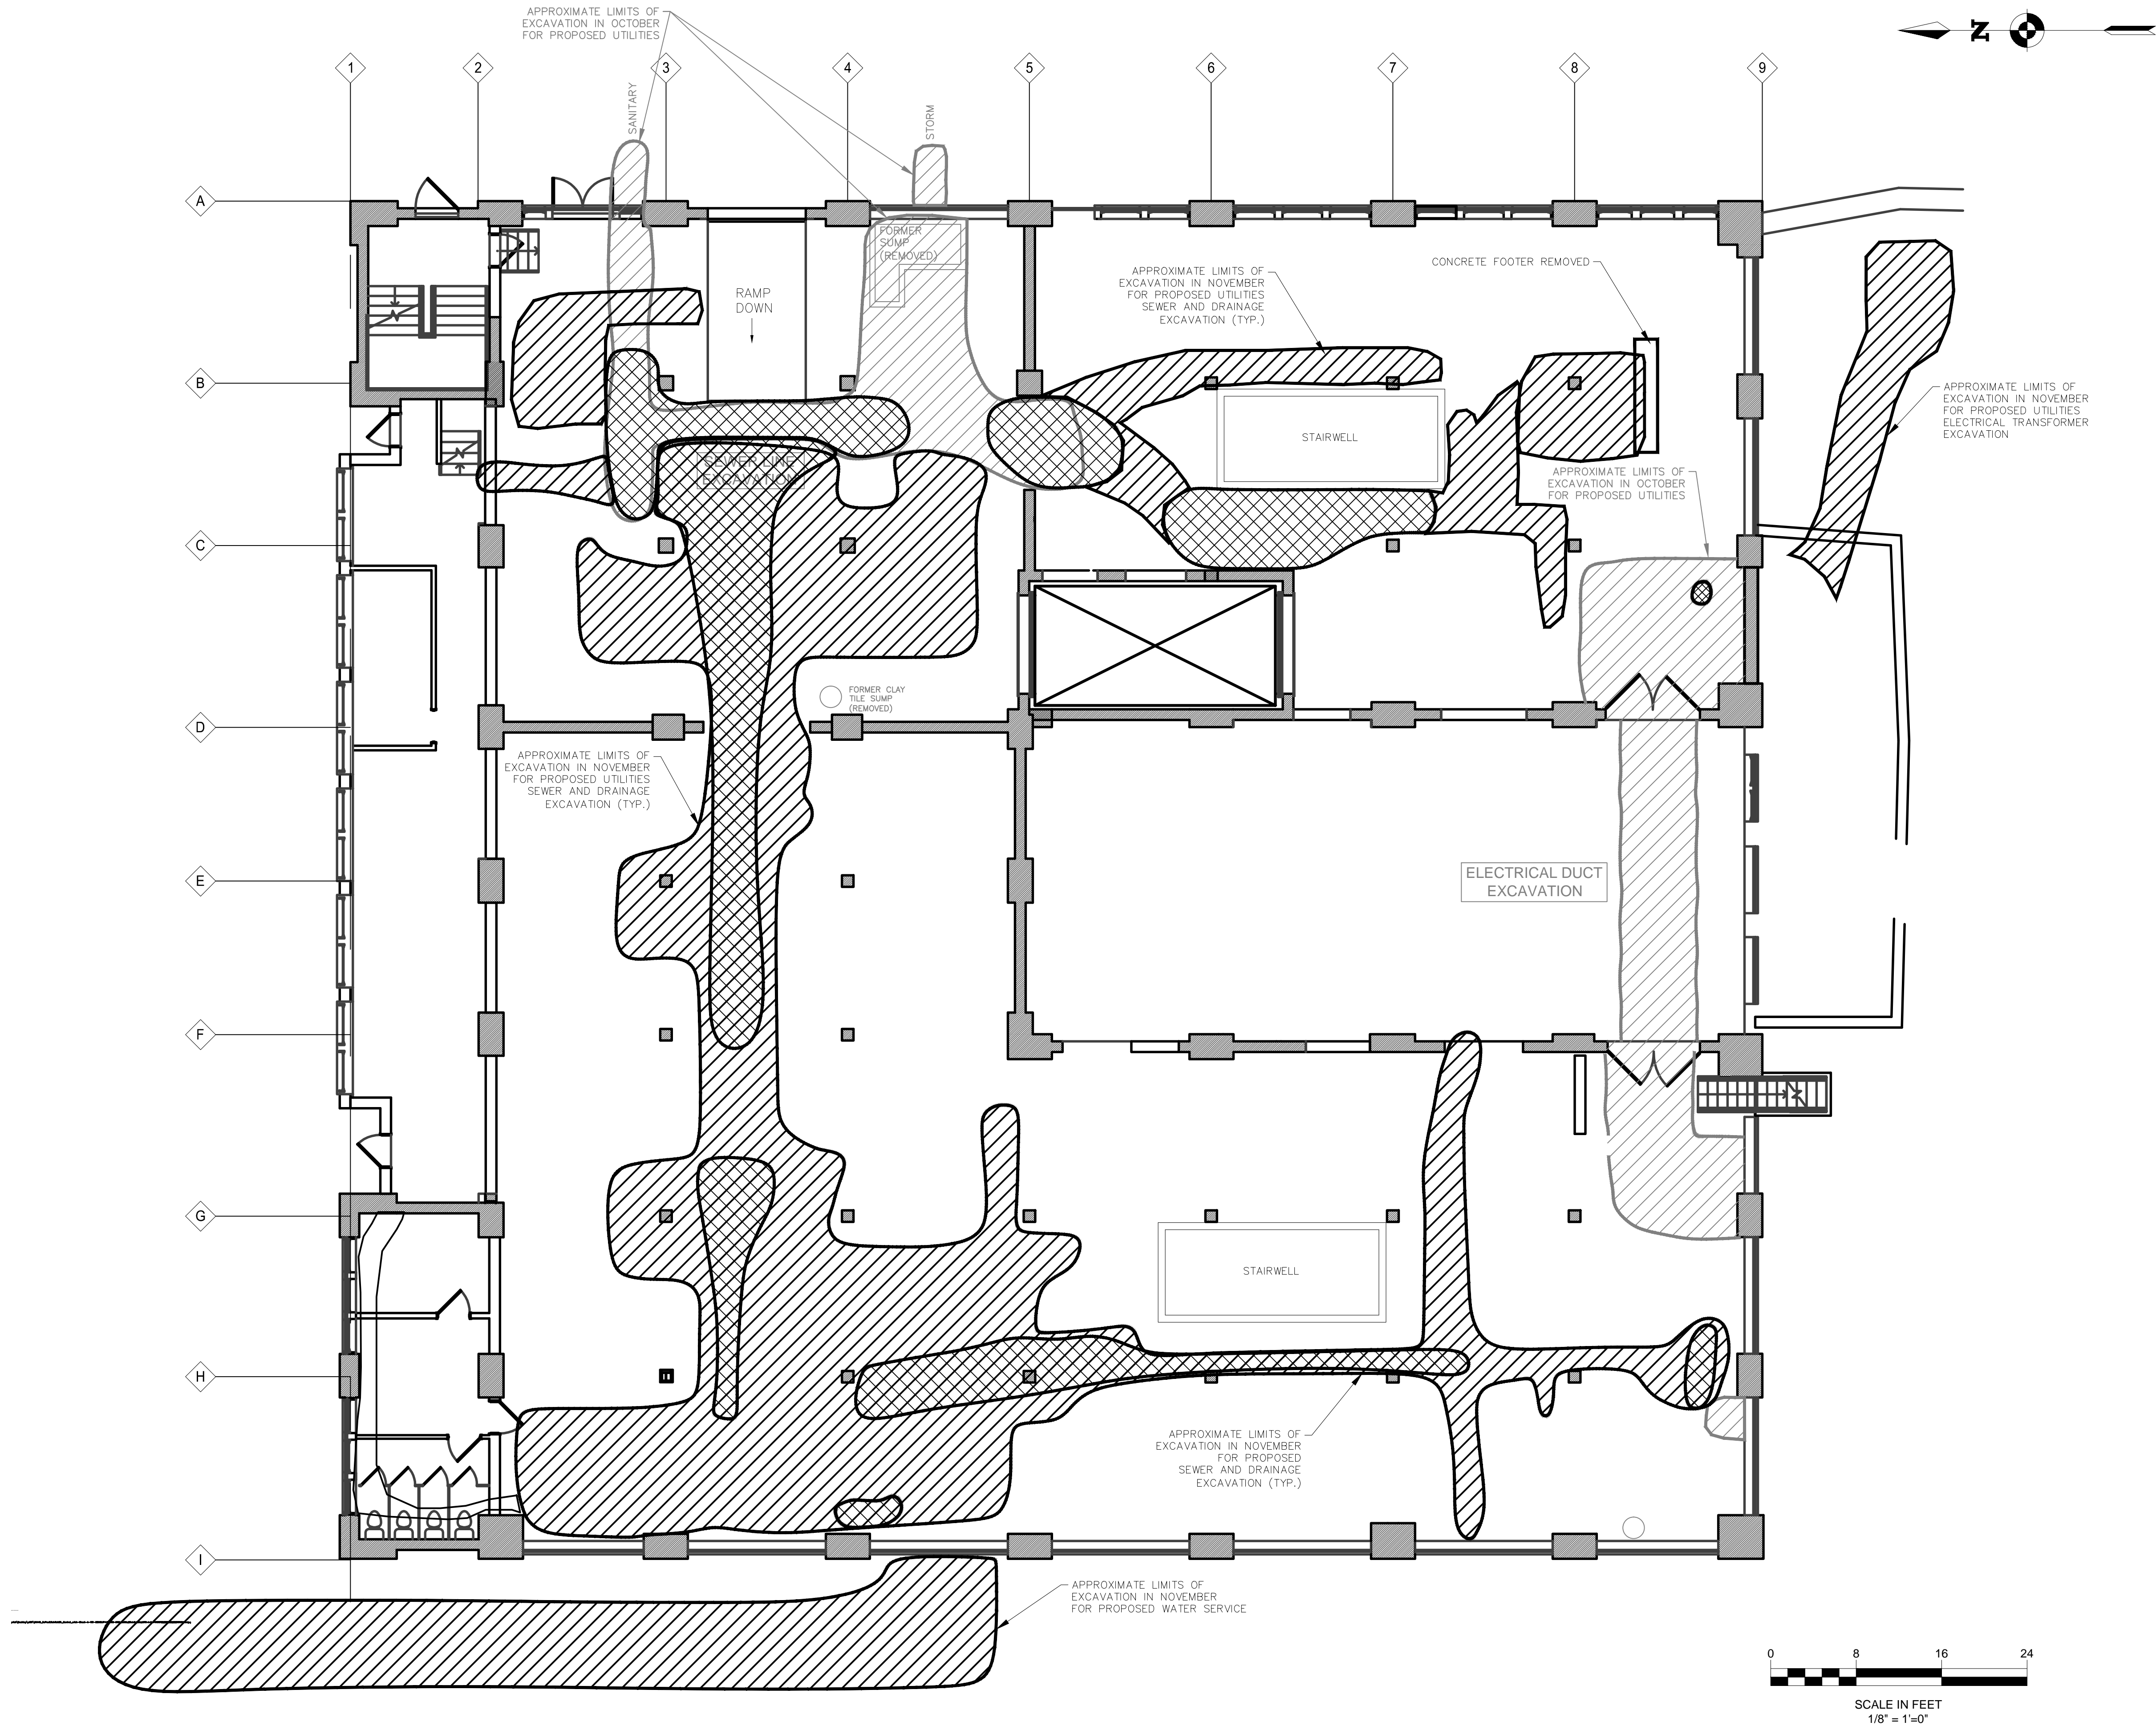 APPROXIMATE LIMITS OF
EXCAVATION IN OCTOBER
FOR PROPOSED UTILITIES
N
1
2
3
4
5
6
7
8
9
SANITARY
STORM
A
FORMER
SUMP
(REMOVED)
RAMP
DOWN
APPROXIMATE LIMITS OF
EXCAVATION IN NOVEMBER
FOR PROPOSED UTILITIES
SEWER AND DRAINAGE
EXCAVATION (TYP.)
CONCRETE FOOTER REMOVED
B
APPROXIMATE LIMITS OF
EXCAVATION IN NOVEMBER
FOR PROPOSED UTILITIES
ELECTRICAL TRANSFORMER
EXCAVATION
STAIRWELL
SEWER LINE
EXCAVATION
APPROXIMATE LIMITS OF
EXCAVATION IN OCTOBER
FOR PROPOSED UTILITIES
C
FORMER CLAY
TILE SUMP
(REMOVED)
D
APPROXIMATE LIMITS OF
EXCAVATION IN NOVEMBER
FOR PROPOSED UTILITIES
SEWER AND DRAINAGE
EXCAVATION (TYP.)
E
ELECTRICAL DUCT
EXCAVATION
F
G
STAIRWELL
H
APPROXIMATE LIMITS OF
EXCAVATION IN NOVEMBER
FOR PROPOSED
SEWER AND DRAINAGE
EXCAVATION (TYP.)
I
APPROXIMATE LIMITS OF
EXCAVATION IN NOVEMBER
FOR PROPOSED WATER SERVICE
0 8 16 24
SCALE IN FEET
1/8" = 1'=0"